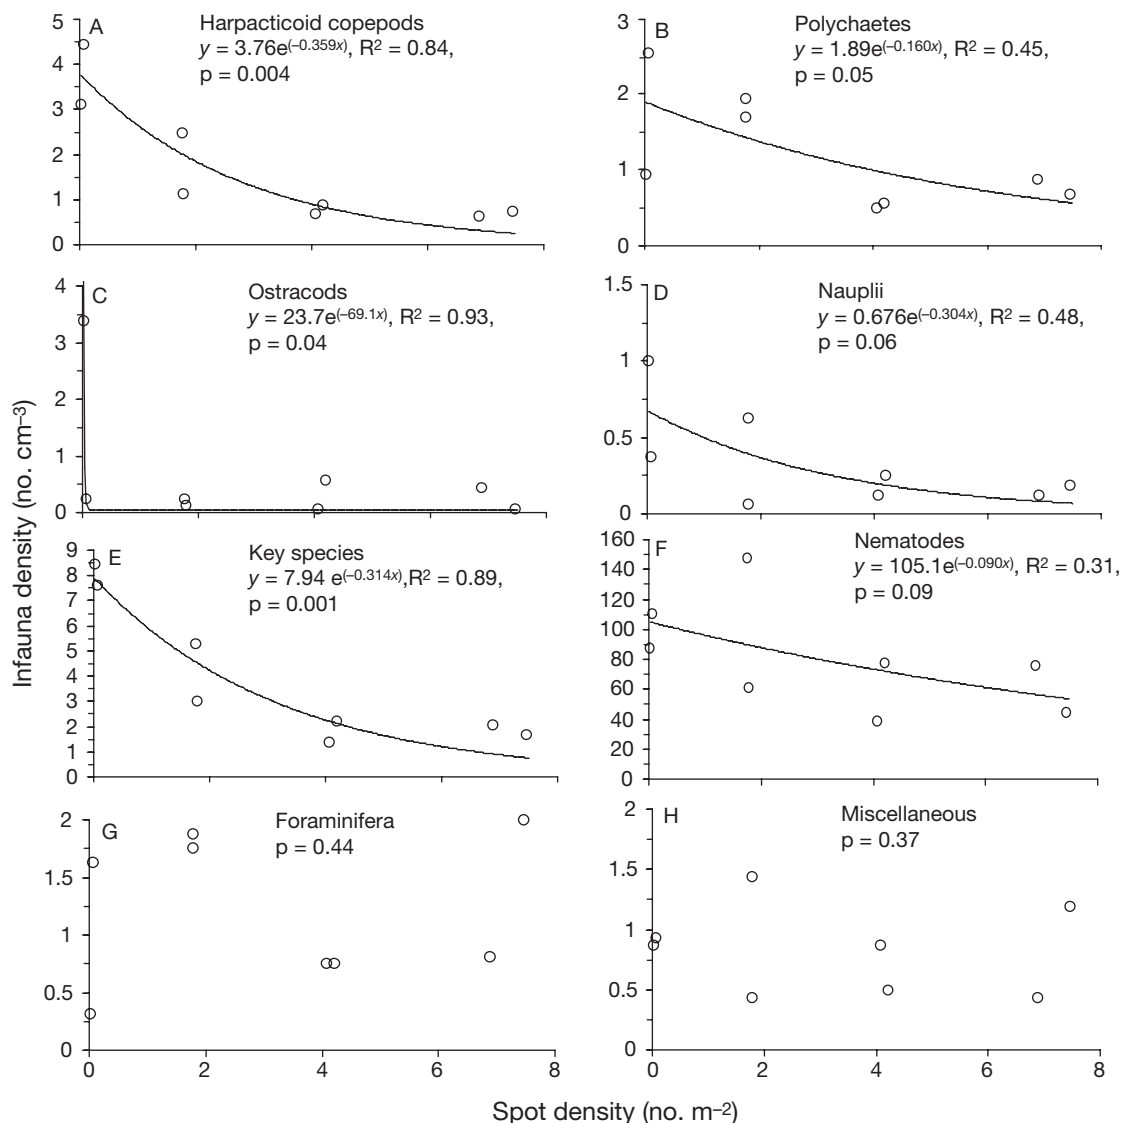 A
Harpacticoid copepods
y = 3.76e(–0.359x), R2 = 0.84,
p = 0.004
5
4
3
2
1
0
B
Polychaetes
y = 1.89e(–0.160x), R2 = 0.45,
p = 0.05
3
2
1
0
C
Ostracods
y = 23.7e(–69.1x), R2 = 0.93,
p = 0.04
4
3
2
1
0
D
Nauplii
y = 0.676e(–0.304x), R2 = 0.48,
p = 0.06
1.5
1
0.5
0
E
Key species
y = 7.94 e(–0.314x),R2 = 0.89,
p = 0.001
9
8
7
6
5
4
3
2
1
0
F
Nematodes
y = 105.1e(–0.090x), R2 = 0.31,
p = 0.09
160
140
120
100
80
60
40
20
0
G
Foraminifera
p = 0.44
2
1.5
1
0.5
0
0 2 4 6 8
H
Miscellaneous
p = 0.37
2
1.5
1
0.5
0
0 2 4 6 8
Infauna density (no. cm–3)
Spot density (no. m–2)